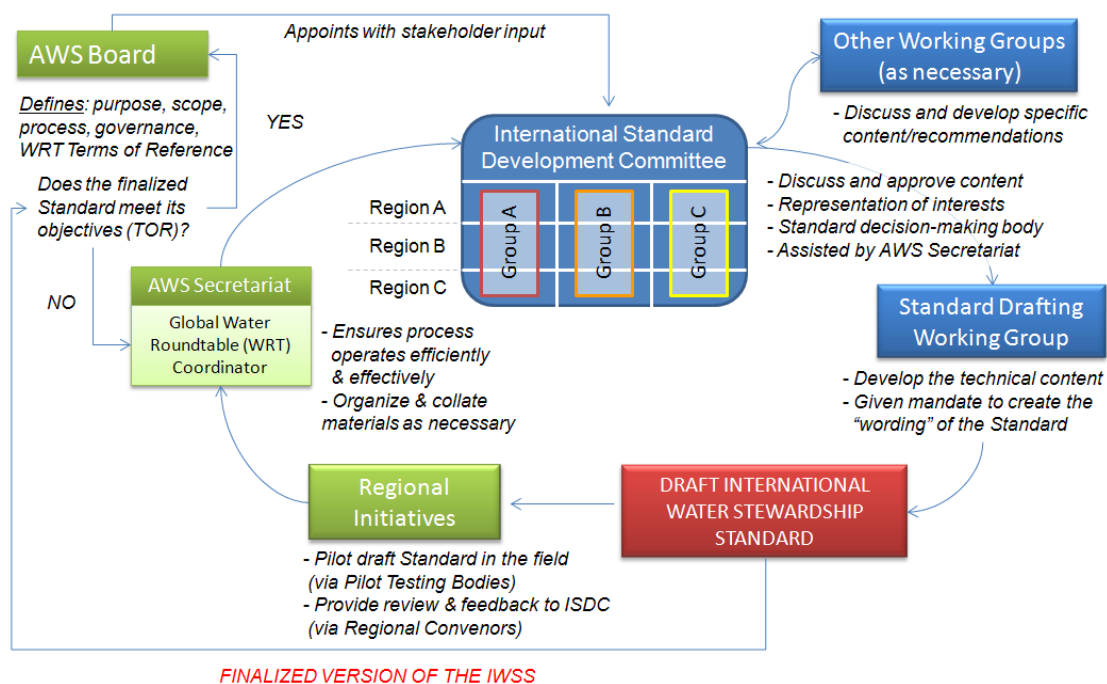 AWS Board
Defines: purpose, scope,
process, governance,
WRT Terms of Reference
Does the finalized
Standard meet its
objectives (TOR)?
YES
NO
Appoints with stakeholder input
AWS Secretariat
Global Water
Roundtable (WRT)
Coordinator
- Ensures process
operates efficiently
& effectively
- Organize & collate
materials as necessary
International Standard
Development Committee
Region A
Region B
Region C
Group A
Group B
Group C
Other Working Groups
(as necessary)
- Discuss and develop specific
content/recommendations
- Discuss and approve content
- Representation of interests
- Standard decision-making body
- Assisted by AWS Secretariat
Standard Drafting
Working Group
- Develop the technical content
- Given mandate to create the
“wording” of the Standard
DRAFT INTERNATIONAL
WATER STEWARDSHIP
STANDARD
Regional
Initiatives
- Pilot draft Standard in the field
(via Pilot Testing Bodies)
- Provide review & feedback to ISDC
(via Regional Convenors)
FINALIZED VERSION OF THE IWSS